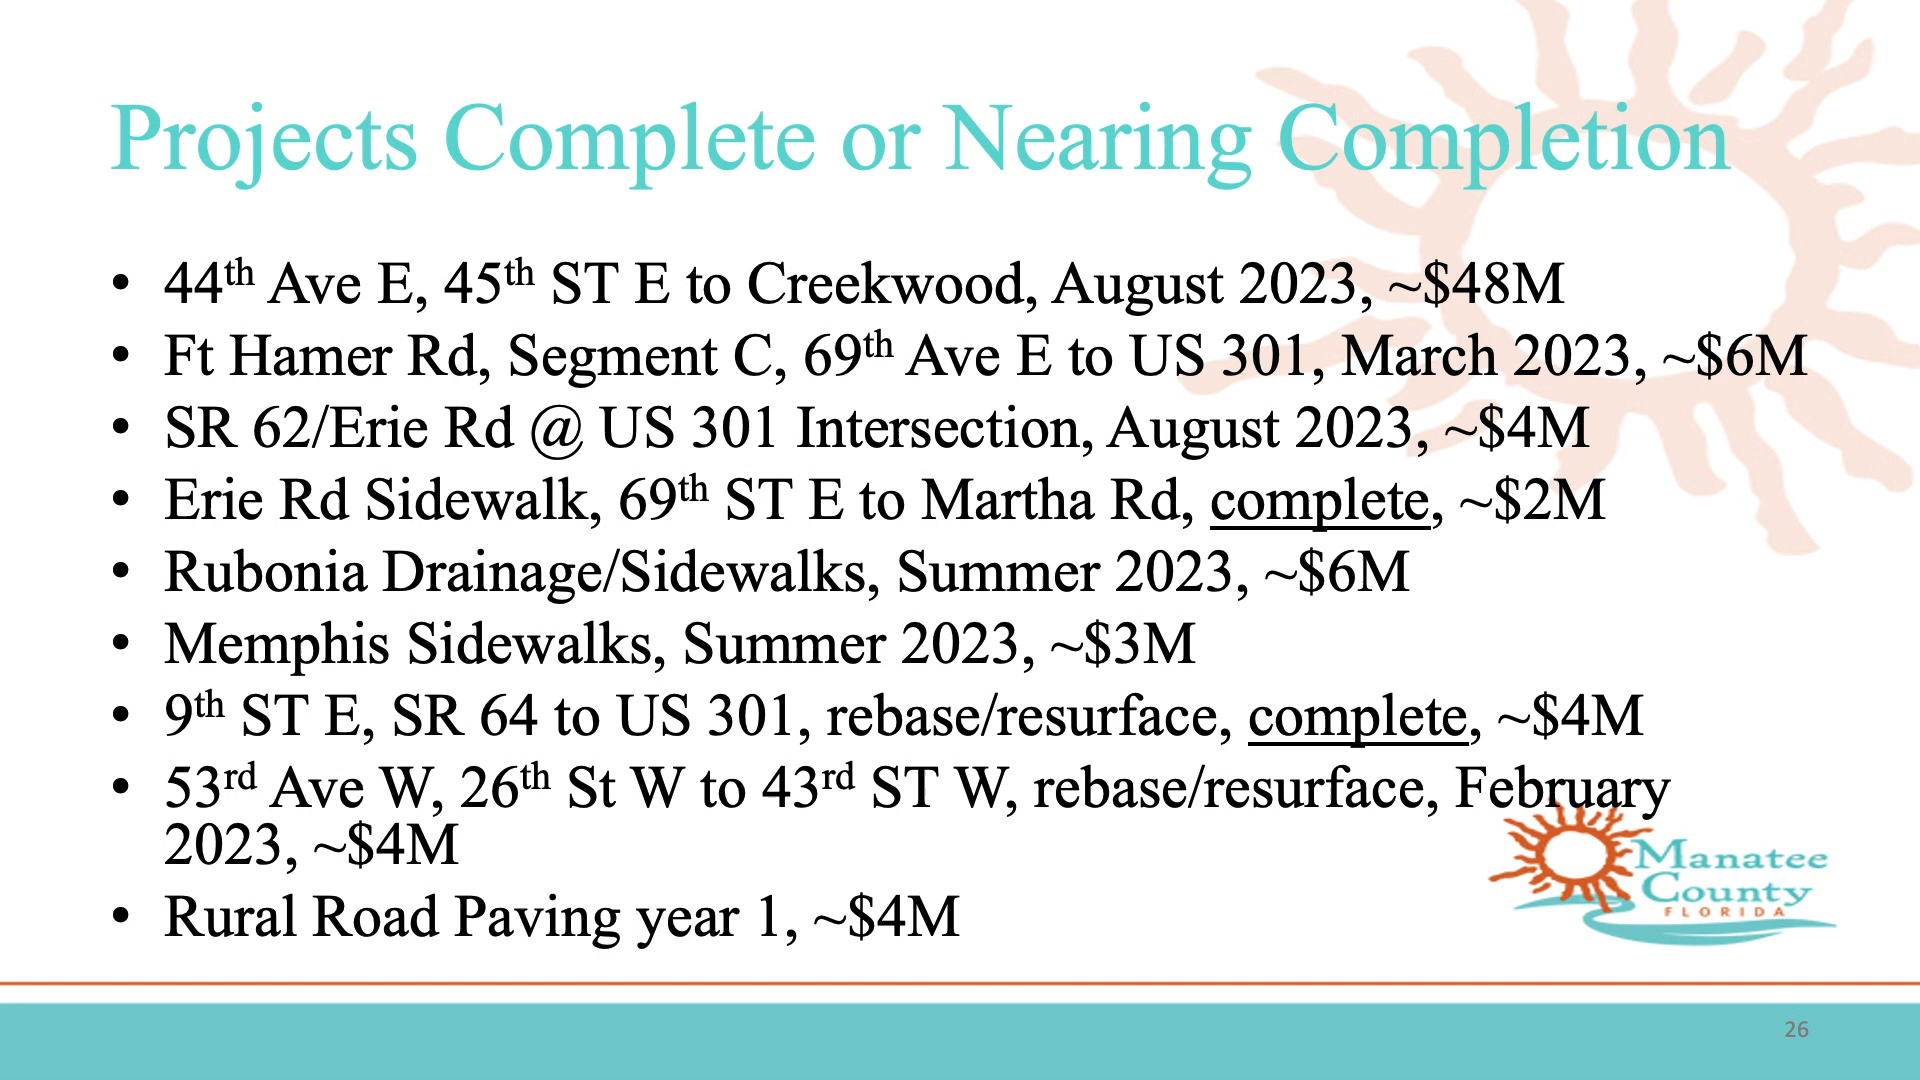 Projects Complete or Nearing Completion
• 44th Ave E, 45th ST E to Creekwood, August 2023, ~$48M
• Ft Hamer Rd, Segment C, 69th Ave E to US 301, March 2023, ~$6M
• SR 62/Erie Rd @ US 301 Intersection, August 2023, ~$4M
• Erie Rd Sidewalk, 69th ST E to Martha Rd, complete, ~$2M
• Rubonia Drainage/Sidewalks, Summer 2023, ~$6M
• Memphis Sidewalks, Summer 2023, ~$3M
• 9th ST E, SR 64 to US 301, rebase/resurface, complete, ~$4M
• 53rd Ave W, 26th St W to 43rd ST W, rebase/resurface, February
2023, ~$4M
• Rural Road Paving year 1, ~$4M
Manatee
County
FLORIDA
26